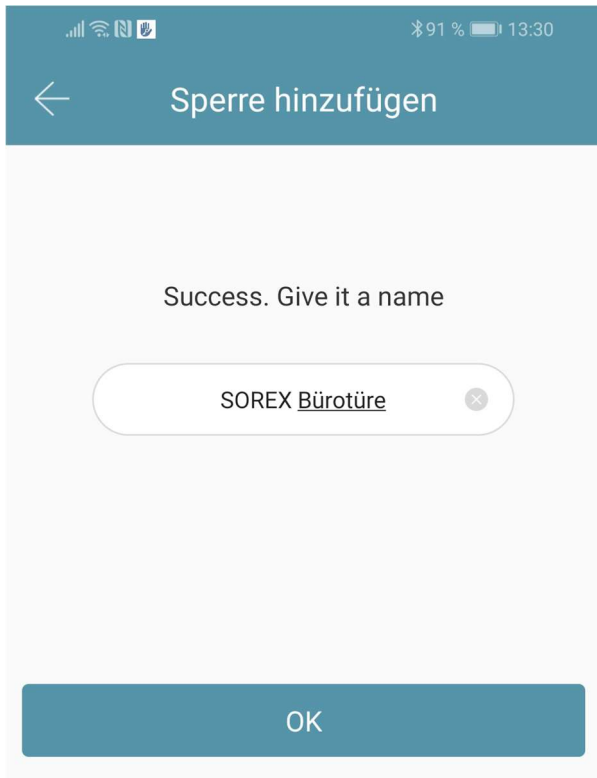 91 % 13:30
Sperre hinzufügen
Success. Give it a name
SOREX Bürotüre
OK